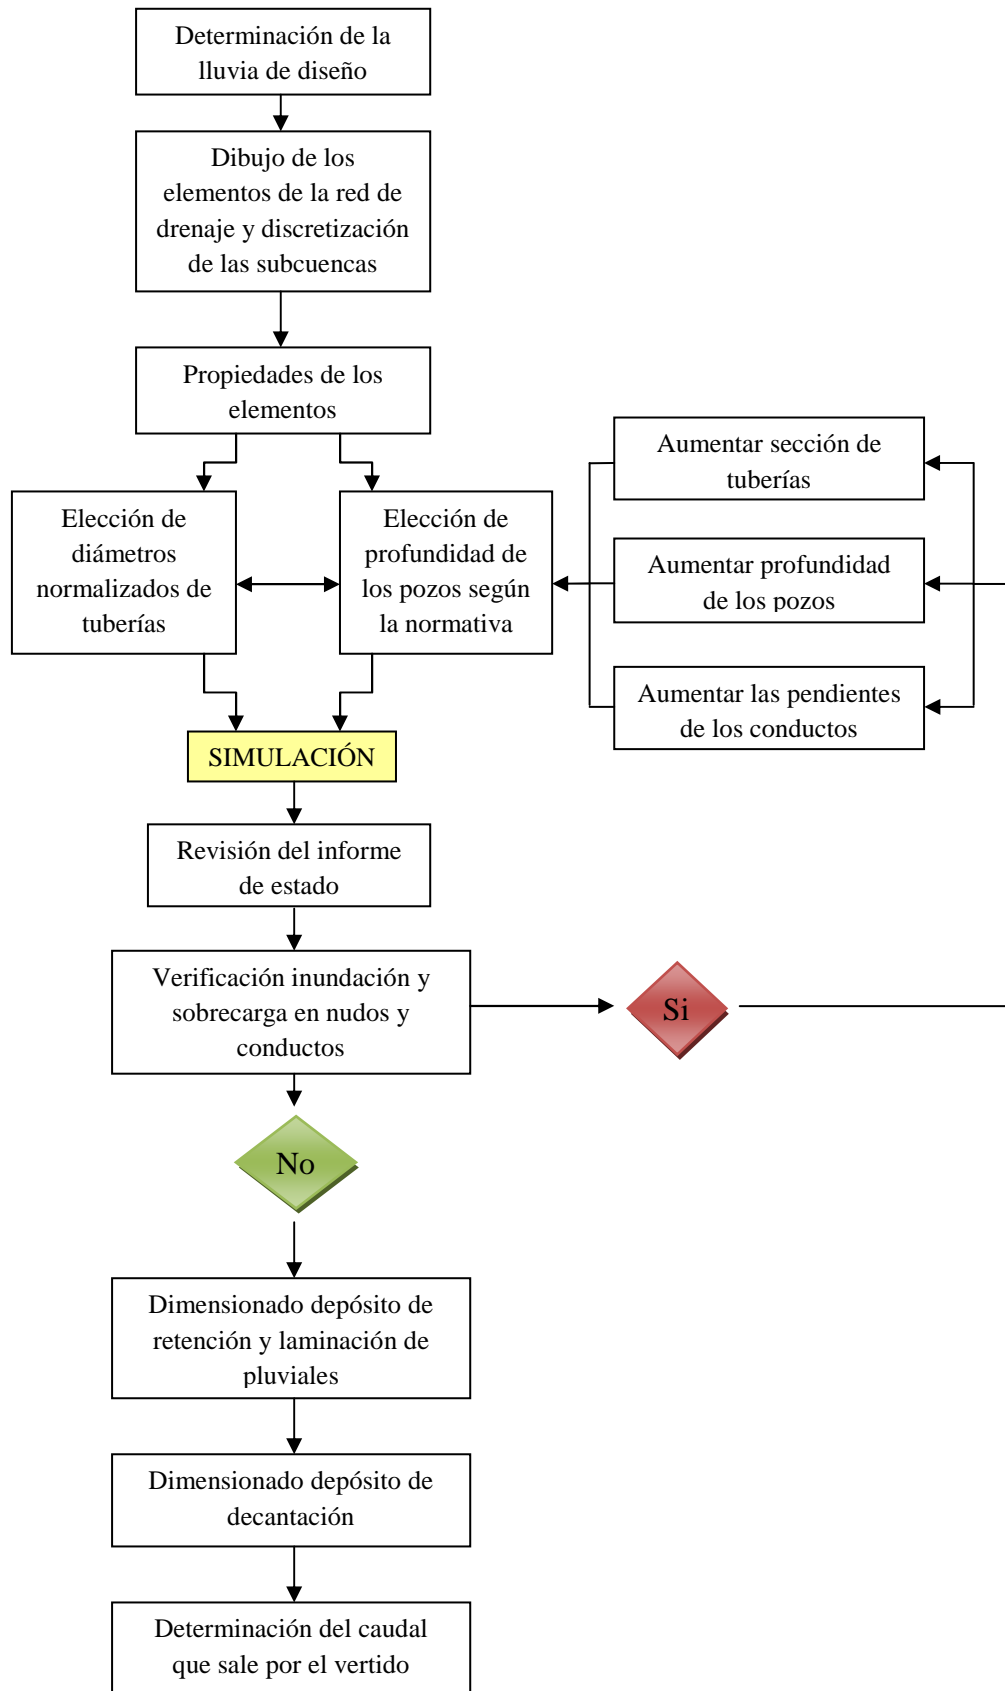 Determinación de la
lluvia de diseño
Dibujo de los
elementos de la red de
drenaje y discretización
de las subcuencas
Propiedades de los
elementos
Elección de
diámetros
normalizados de
tuberías
Elección de
profundidad de
los pozos según
la normativa
Aumentar sección de
tuberías
Aumentar profundidad
de los pozos
Aumentar las pendientes
de los conductos
SIMULACIÓN
Revisión del informe
de estado
Verificación inundación y
sobrecarga en nudos y
conductos
Si
No
Dimensionado depósito de
retención y laminación de
pluviales
Dimensionado depósito de
decantación
Determinación del caudal
que sale por el vertido